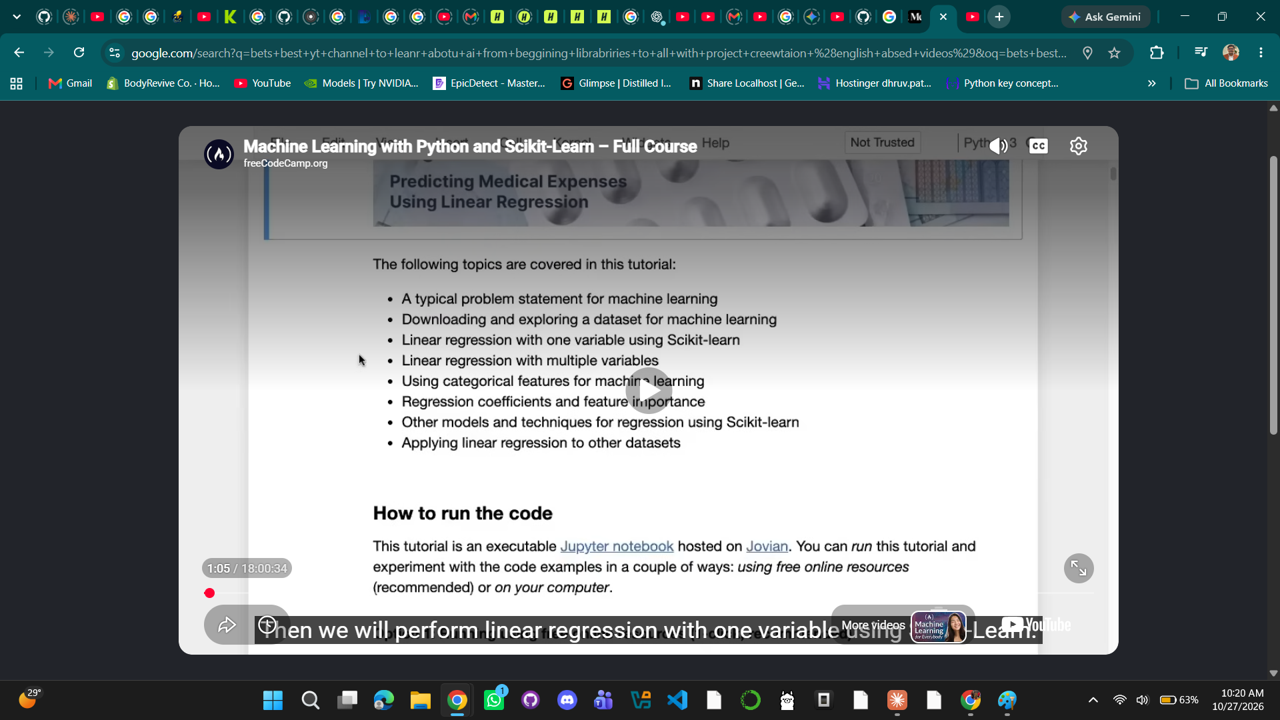 Ask Gemini
google.com/search?q=bets+best+yt+channel+to+leanr+abotu+ai+from+beggining+librabriries+to+all+with+project+creewtaion+%28english+absed+videos%29&oq=bets+best...
Gmail
BodyRevive Co. · Ho...
YouTube
Models | Try NVIDIA...
EpicDetect - Master...
Glimpse | Distilled I...
Share Localhost | Ge...
Hostinger dhruv.pat...
Python key concept...
All Bookmarks
Machine Learning with Python and Scikit-Learn – Full Course
freeCodeCamp.org
Help
Not Trusted
CC
Predicting Medical Expenses
Using Linear Regression
The following topics are covered in this tutorial:
• A typical problem statement for machine learning
• Downloading and exploring a dataset for machine learning
• Linear regression with one variable using Scikit-learn
• Linear regression with multiple variables
• Using categorical features for machine learning
• Regression coefficients and feature importance
• Other models and techniques for regression using Scikit-learn
• Applying linear regression to other datasets
How to run the code
This tutorial is an executable Jupyter notebook hosted on Jovian. You can run this tutorial and
experiment with the code examples in a couple of ways: using free online resources
(recommended) or on your computer.
1:05 / 18:00:34
Then we will perform linear regression with one variable using
More videos
Machine
Learning
YouTube
29°
1
63%
10:20 AM
10/27/2026